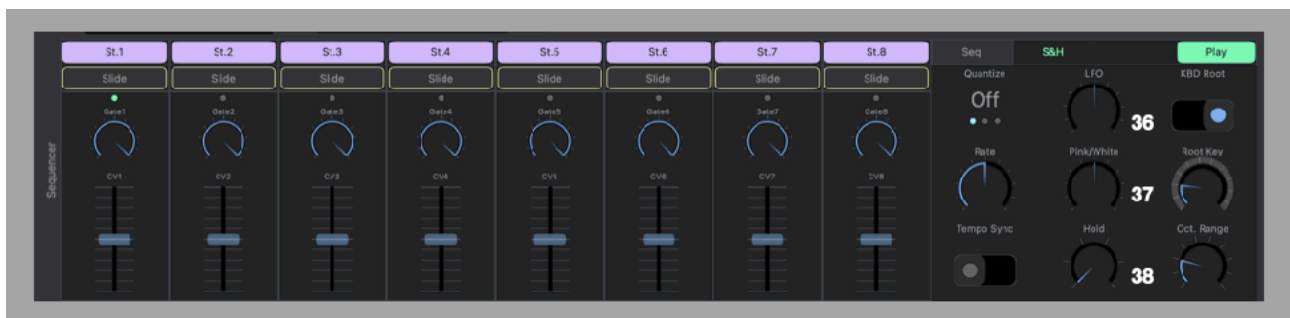 St.1 St.2 St.3 St.4 St.5 St.6 St.7 St.8 Seq S&H Play
Slide Slide Slide Slide Slide Slide Slide Slide Quantize LFO KBD Root
Off
Gate1 Gate2 Gate3 Gate4 Gate5 Gate6 Gate7 Gate8
36
Rate Pink/White Root Key
Sequencer
CV1 CV2 CV3 CV4 CV5 CV6 CV7 CV8
37
Tempo Sync Hold Oct. Range
38